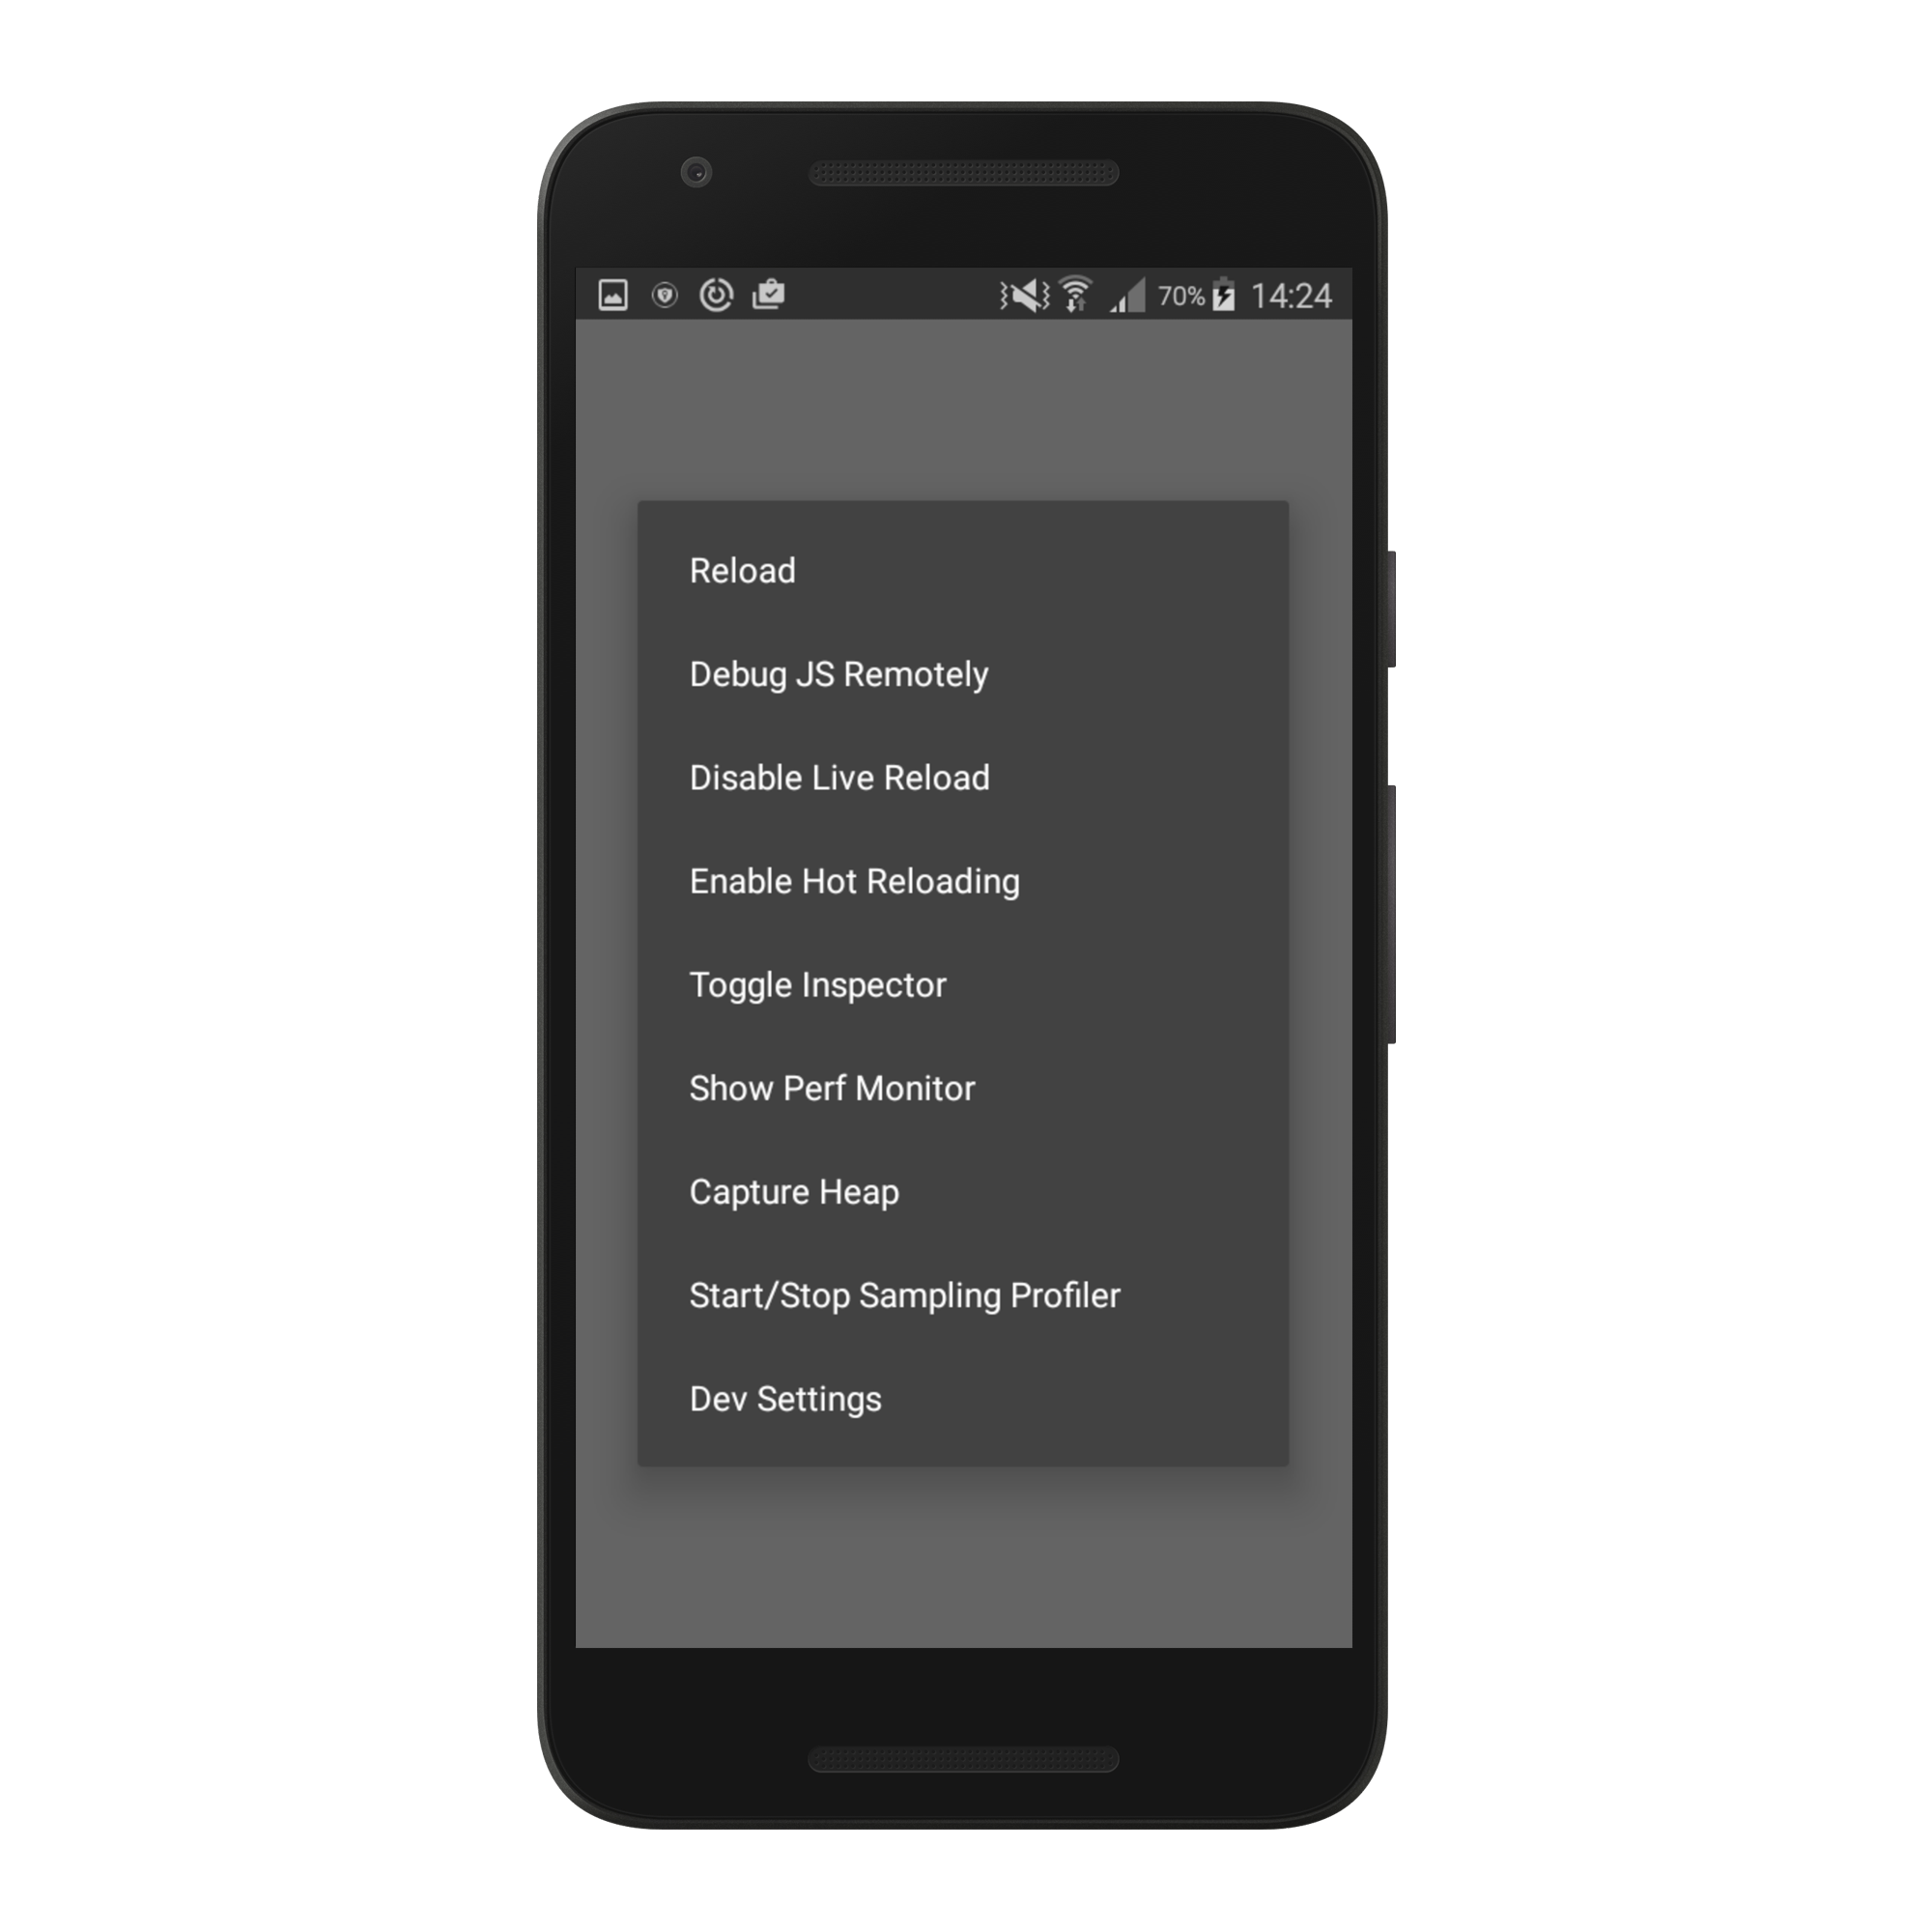 70% 14:24
Reload
Debug JS Remotely
Disable Live Reload
Enable Hot Reloading
Toggle Inspector
Show Perf Monitor
Capture Heap
Start/Stop Sampling Profiler
Dev Settings